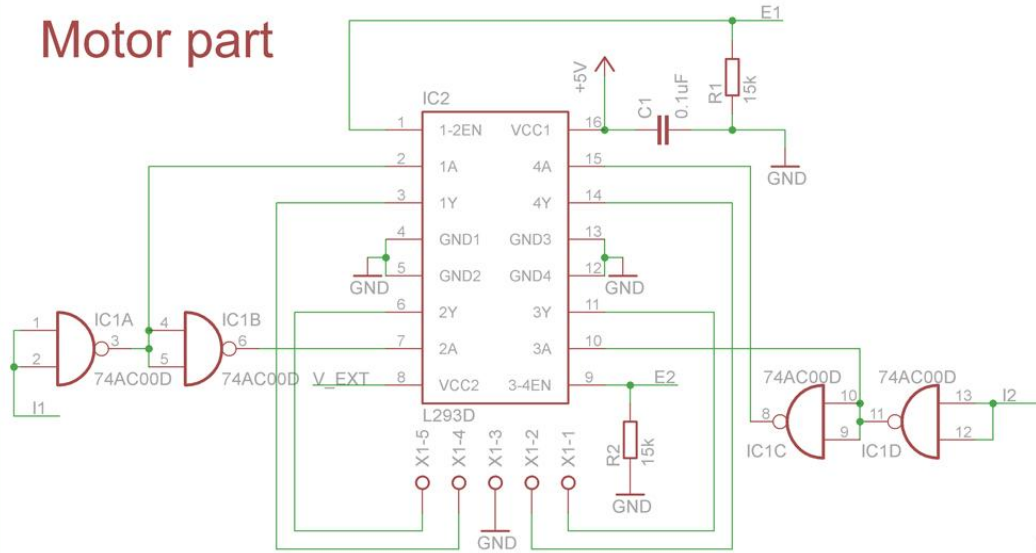 Motor part
E1
+5V
C1
0.1uF
R1
15k
GND
IC2
1
1-2EN
VCC1
16
2
1A
4A
15
3
1Y
4Y
14
4
GND1
GND3
13
5
GND2
GND4
12
GND
GND
6
2Y
3Y
11
7
2A
3A
10
V_EXT
8
VCC2
3-4EN
9
E2
L293D
1
2
IC1A
3
74AC00D
I1
4
5
IC1B
6
74AC00D
74AC00D
10
9
8
IC1C
74AC00D
13
12
11
IC1D
I2
X1-5
X1-4
X1-3
X1-2
X1-1
GND
R2
15k
GND